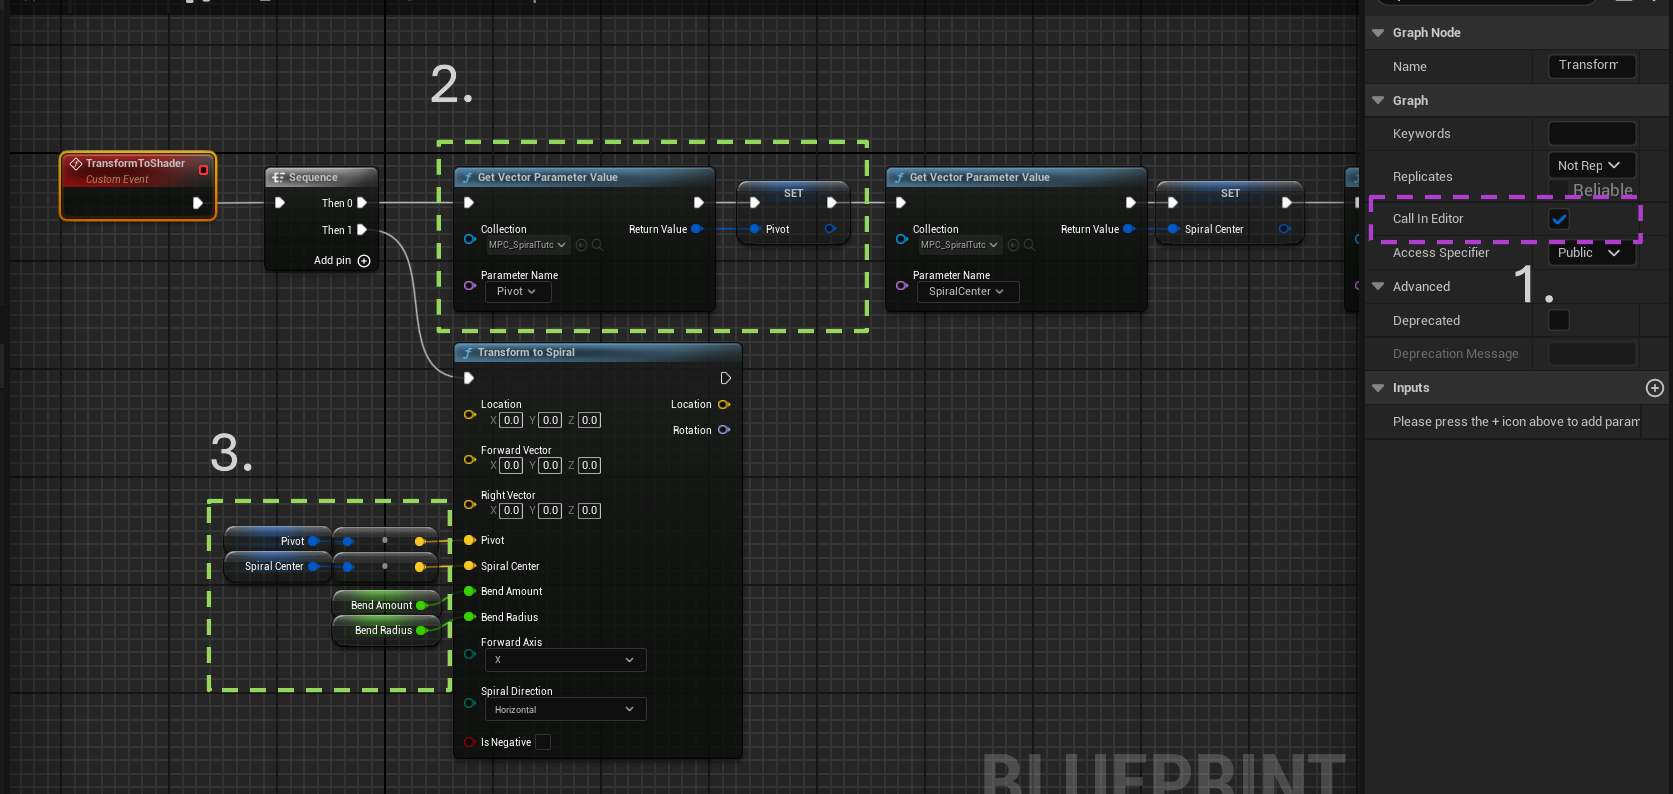 2.
TransformToShader
Custom Event
Sequence
Then 0
Then 1
Add pin
Get Vector Parameter Value
Collection
MPC_SpiralTutc
Return Value
Parameter Name
Pivot
SET
Pivot
Get Vector Parameter Value
Collection
MPC_SpiralTutc
Return Value
Parameter Name
SpiralCenter
SET
Spiral Center
Transform to Spiral
Location
X 0.0 Y 0.0 Z 0.0
Location
Rotation
Forward Vector
X 0.0 Y 0.0 Z 0.0
Right Vector
X 0.0 Y 0.0 Z 0.0
Pivot
Spiral Center
Bend Amount
Bend Radius
Forward Axis
X
Spiral Direction
Horizontal
Is Negative
3.
Pivot
Spiral Center
Bend Amount
Bend Radius
BLUEPRINT
Graph Node
Name Transform
Graph
Keywords
Replicates Not Rep
Reliable
Call In Editor
Access Specifier Public
1.
Advanced
Deprecated
Deprecation Message
Inputs
Please press the + icon above to add param